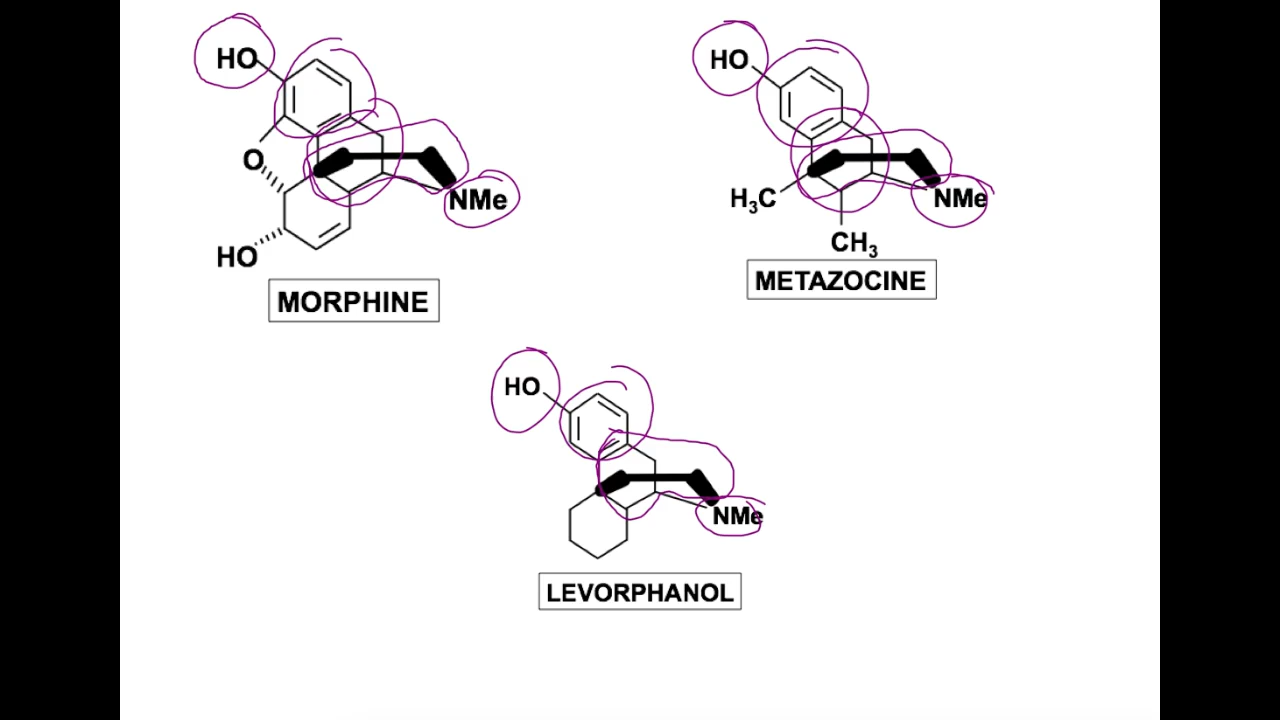 HO
O
NMe
HO
MORPHINE
HO
H₃C
NMe
CH₃
METAZOCINE
HO
NMe
LEVORPHANOL